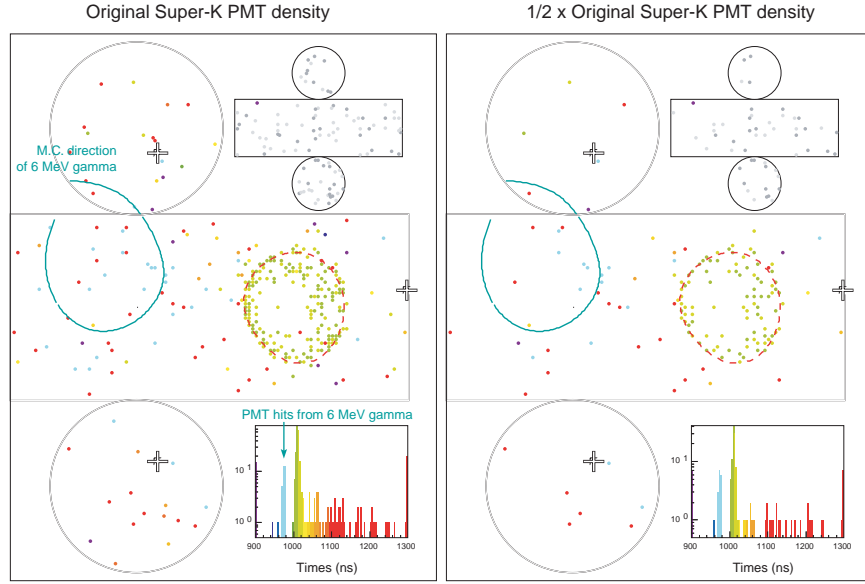 Original Super-K PMT density
1/2 x Original Super-K PMT density
M.C. direction
of 6 MeV gamma
PMT hits from 6 MeV gamma
10 1
10 0
900 1000 1100 1200 1300
Times (ns)
10 1
10 0
900 1000 1100 1200 1300
Times (ns)